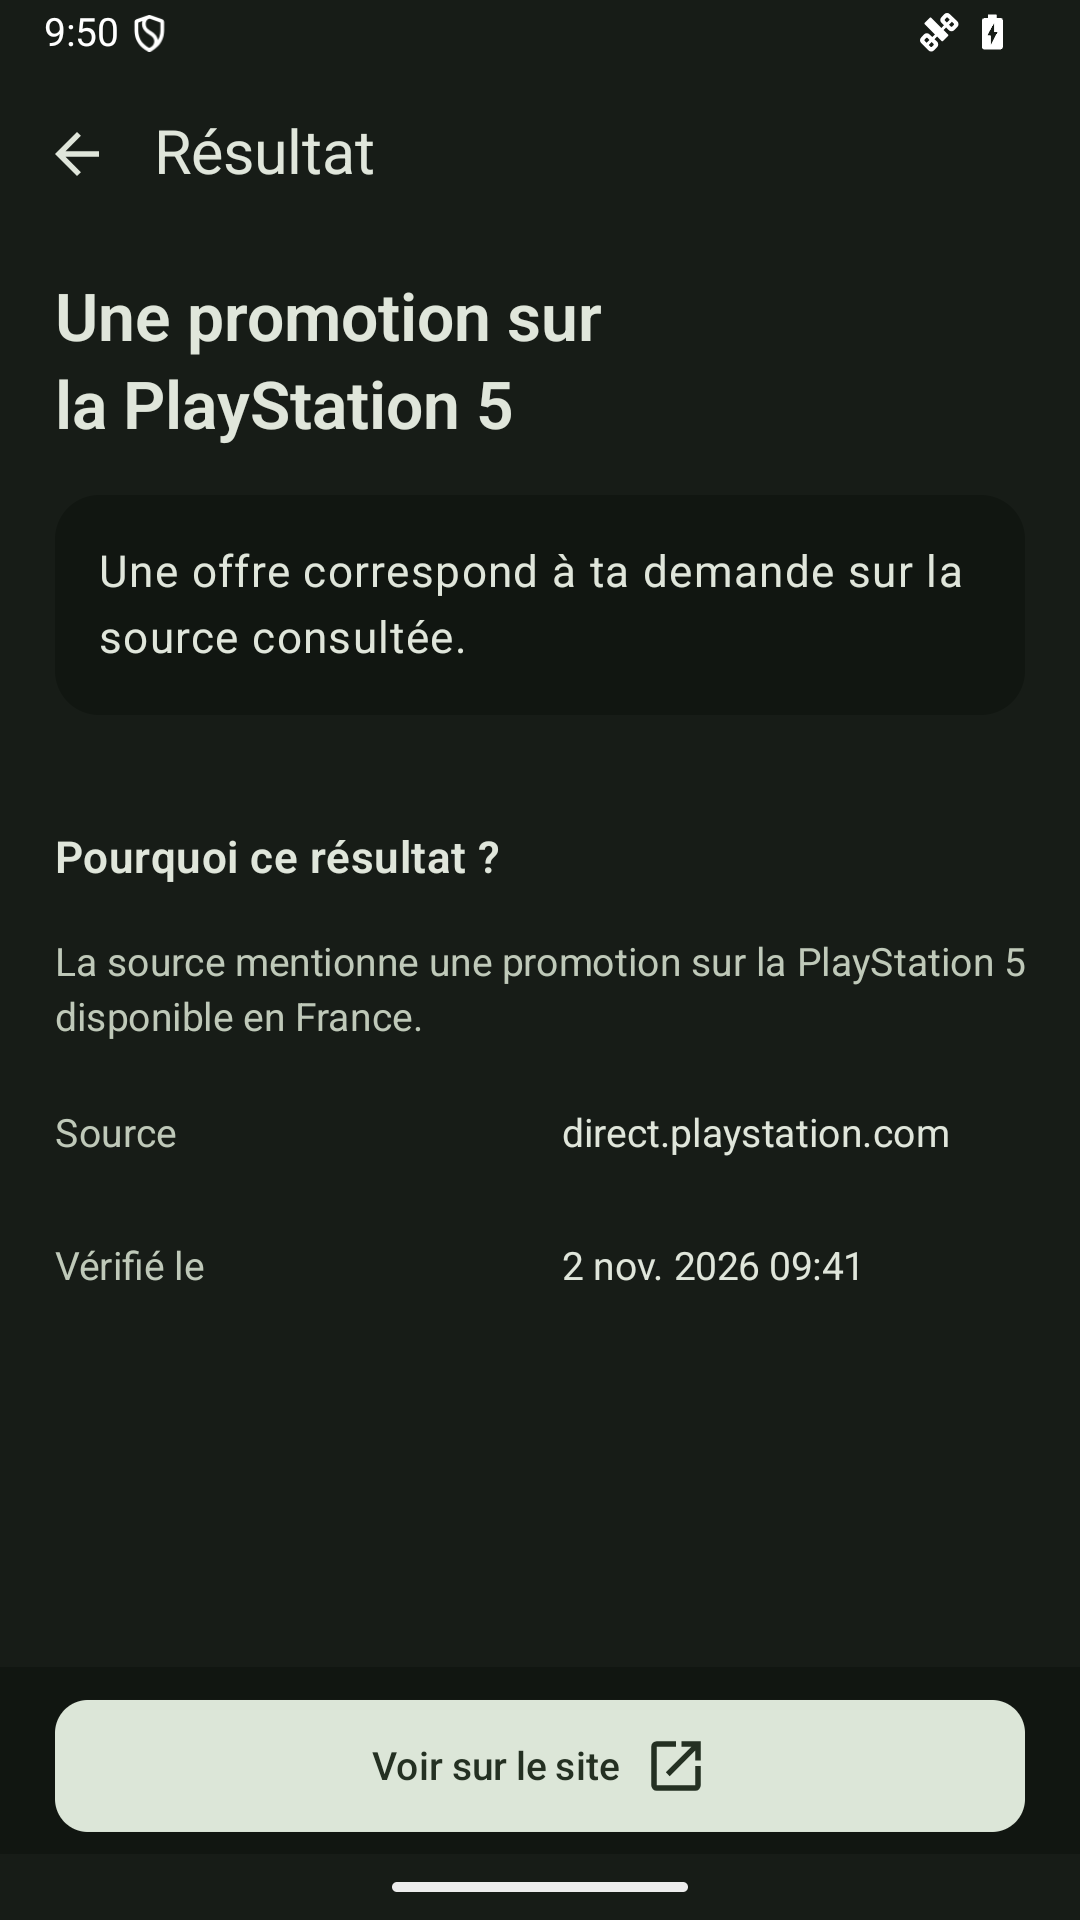 9:50
Résultat
Une promotion sur
la PlayStation 5
Une offre correspond à ta demande sur la
source consultée.
Pourquoi ce résultat ?
La source mentionne une promotion sur la PlayStation 5
disponible en France.
Source direct.playstation.com
Vérifié le 2 nov. 2026 09:41
Voir sur le site